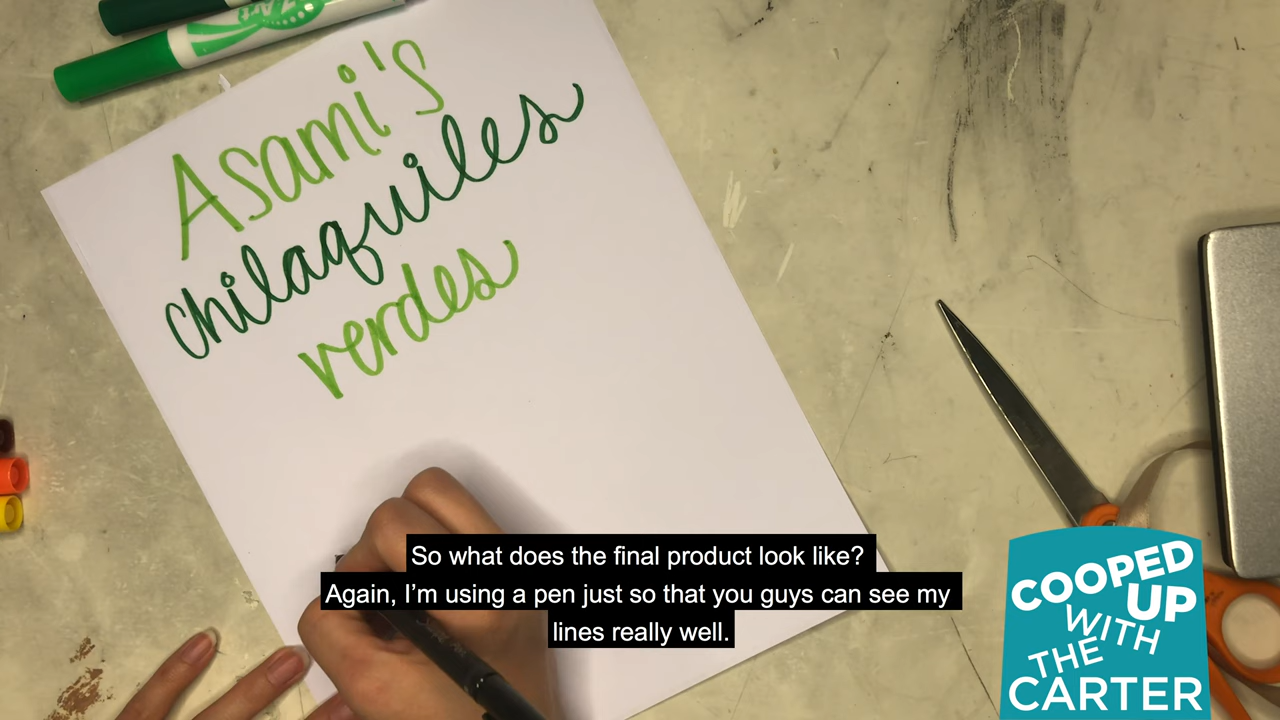 Asami's
chilaquiles
verdes
So what does the final product look like?
Again, I'm using a pen just so that you guys can see my
lines really well.
COOPED
UP
WITH
THE
CARTER